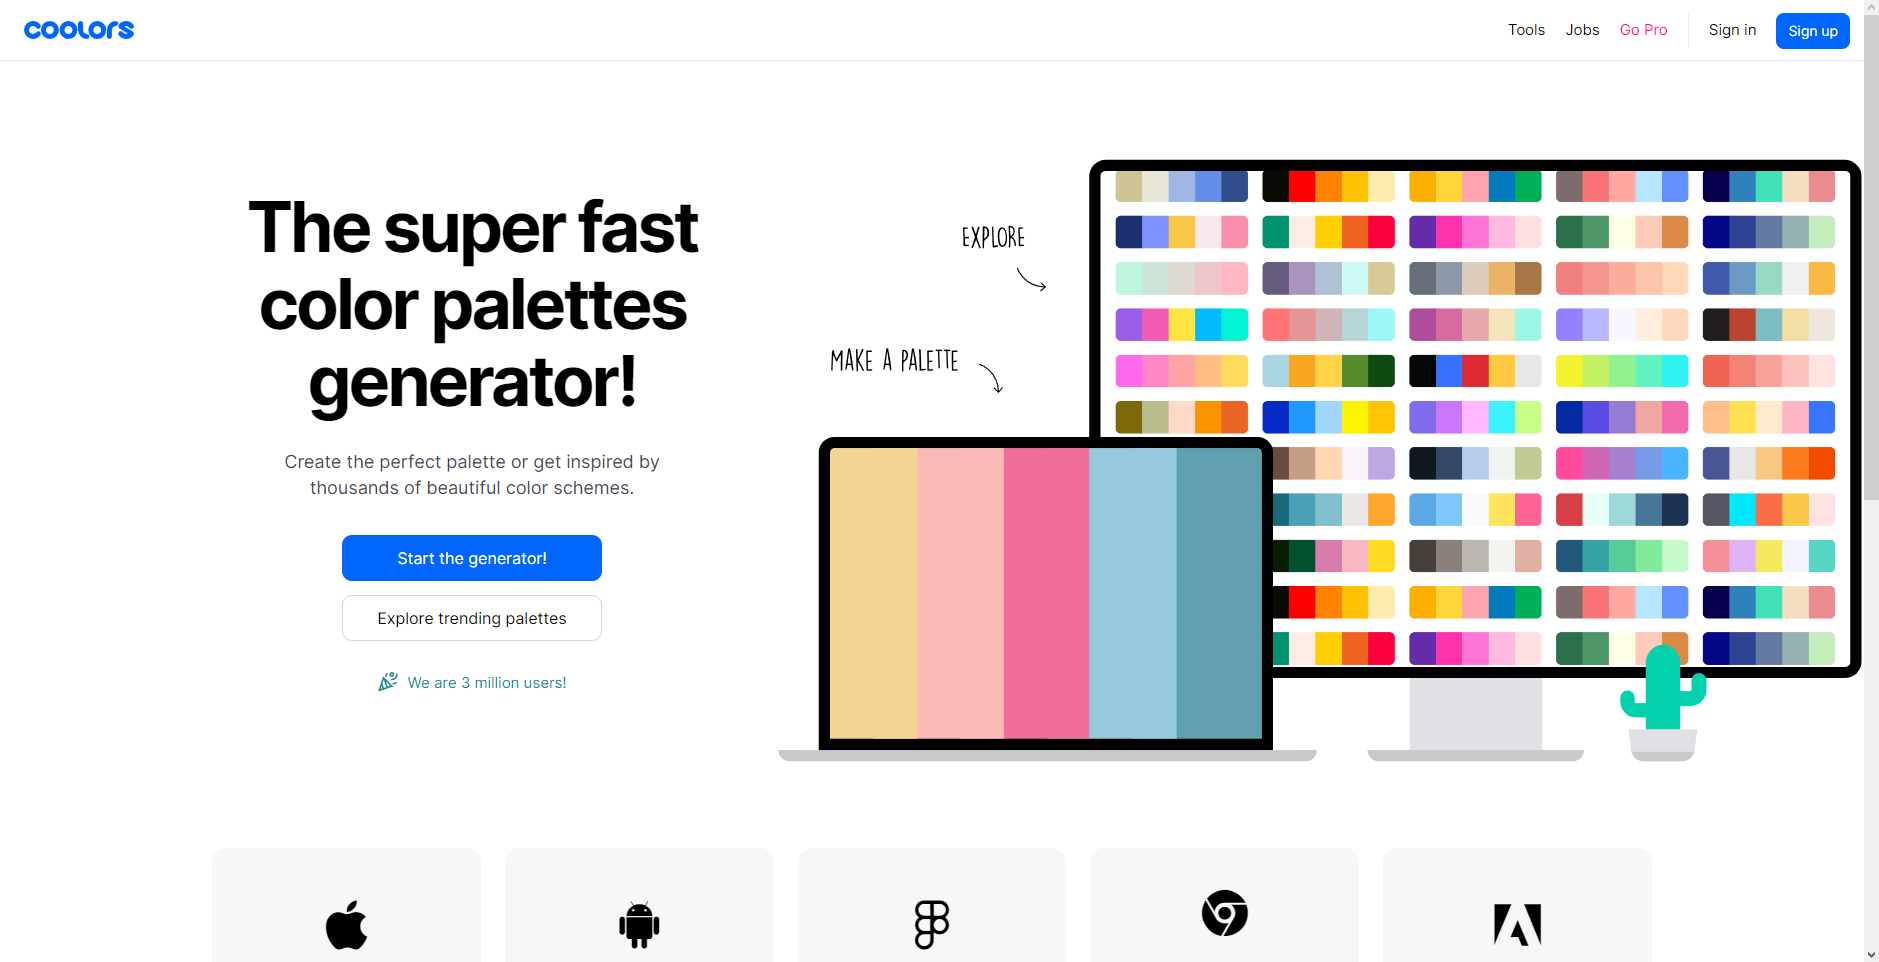 coolors
Tools Jobs Go Pro Sign in Sign up
The super fast
color palettes
generator!
Create the perfect palette or get inspired by
thousands of beautiful color schemes.
Start the generator!
Explore trending palettes
We are 3 million users!
EXPLORE
MAKE A PALETTE